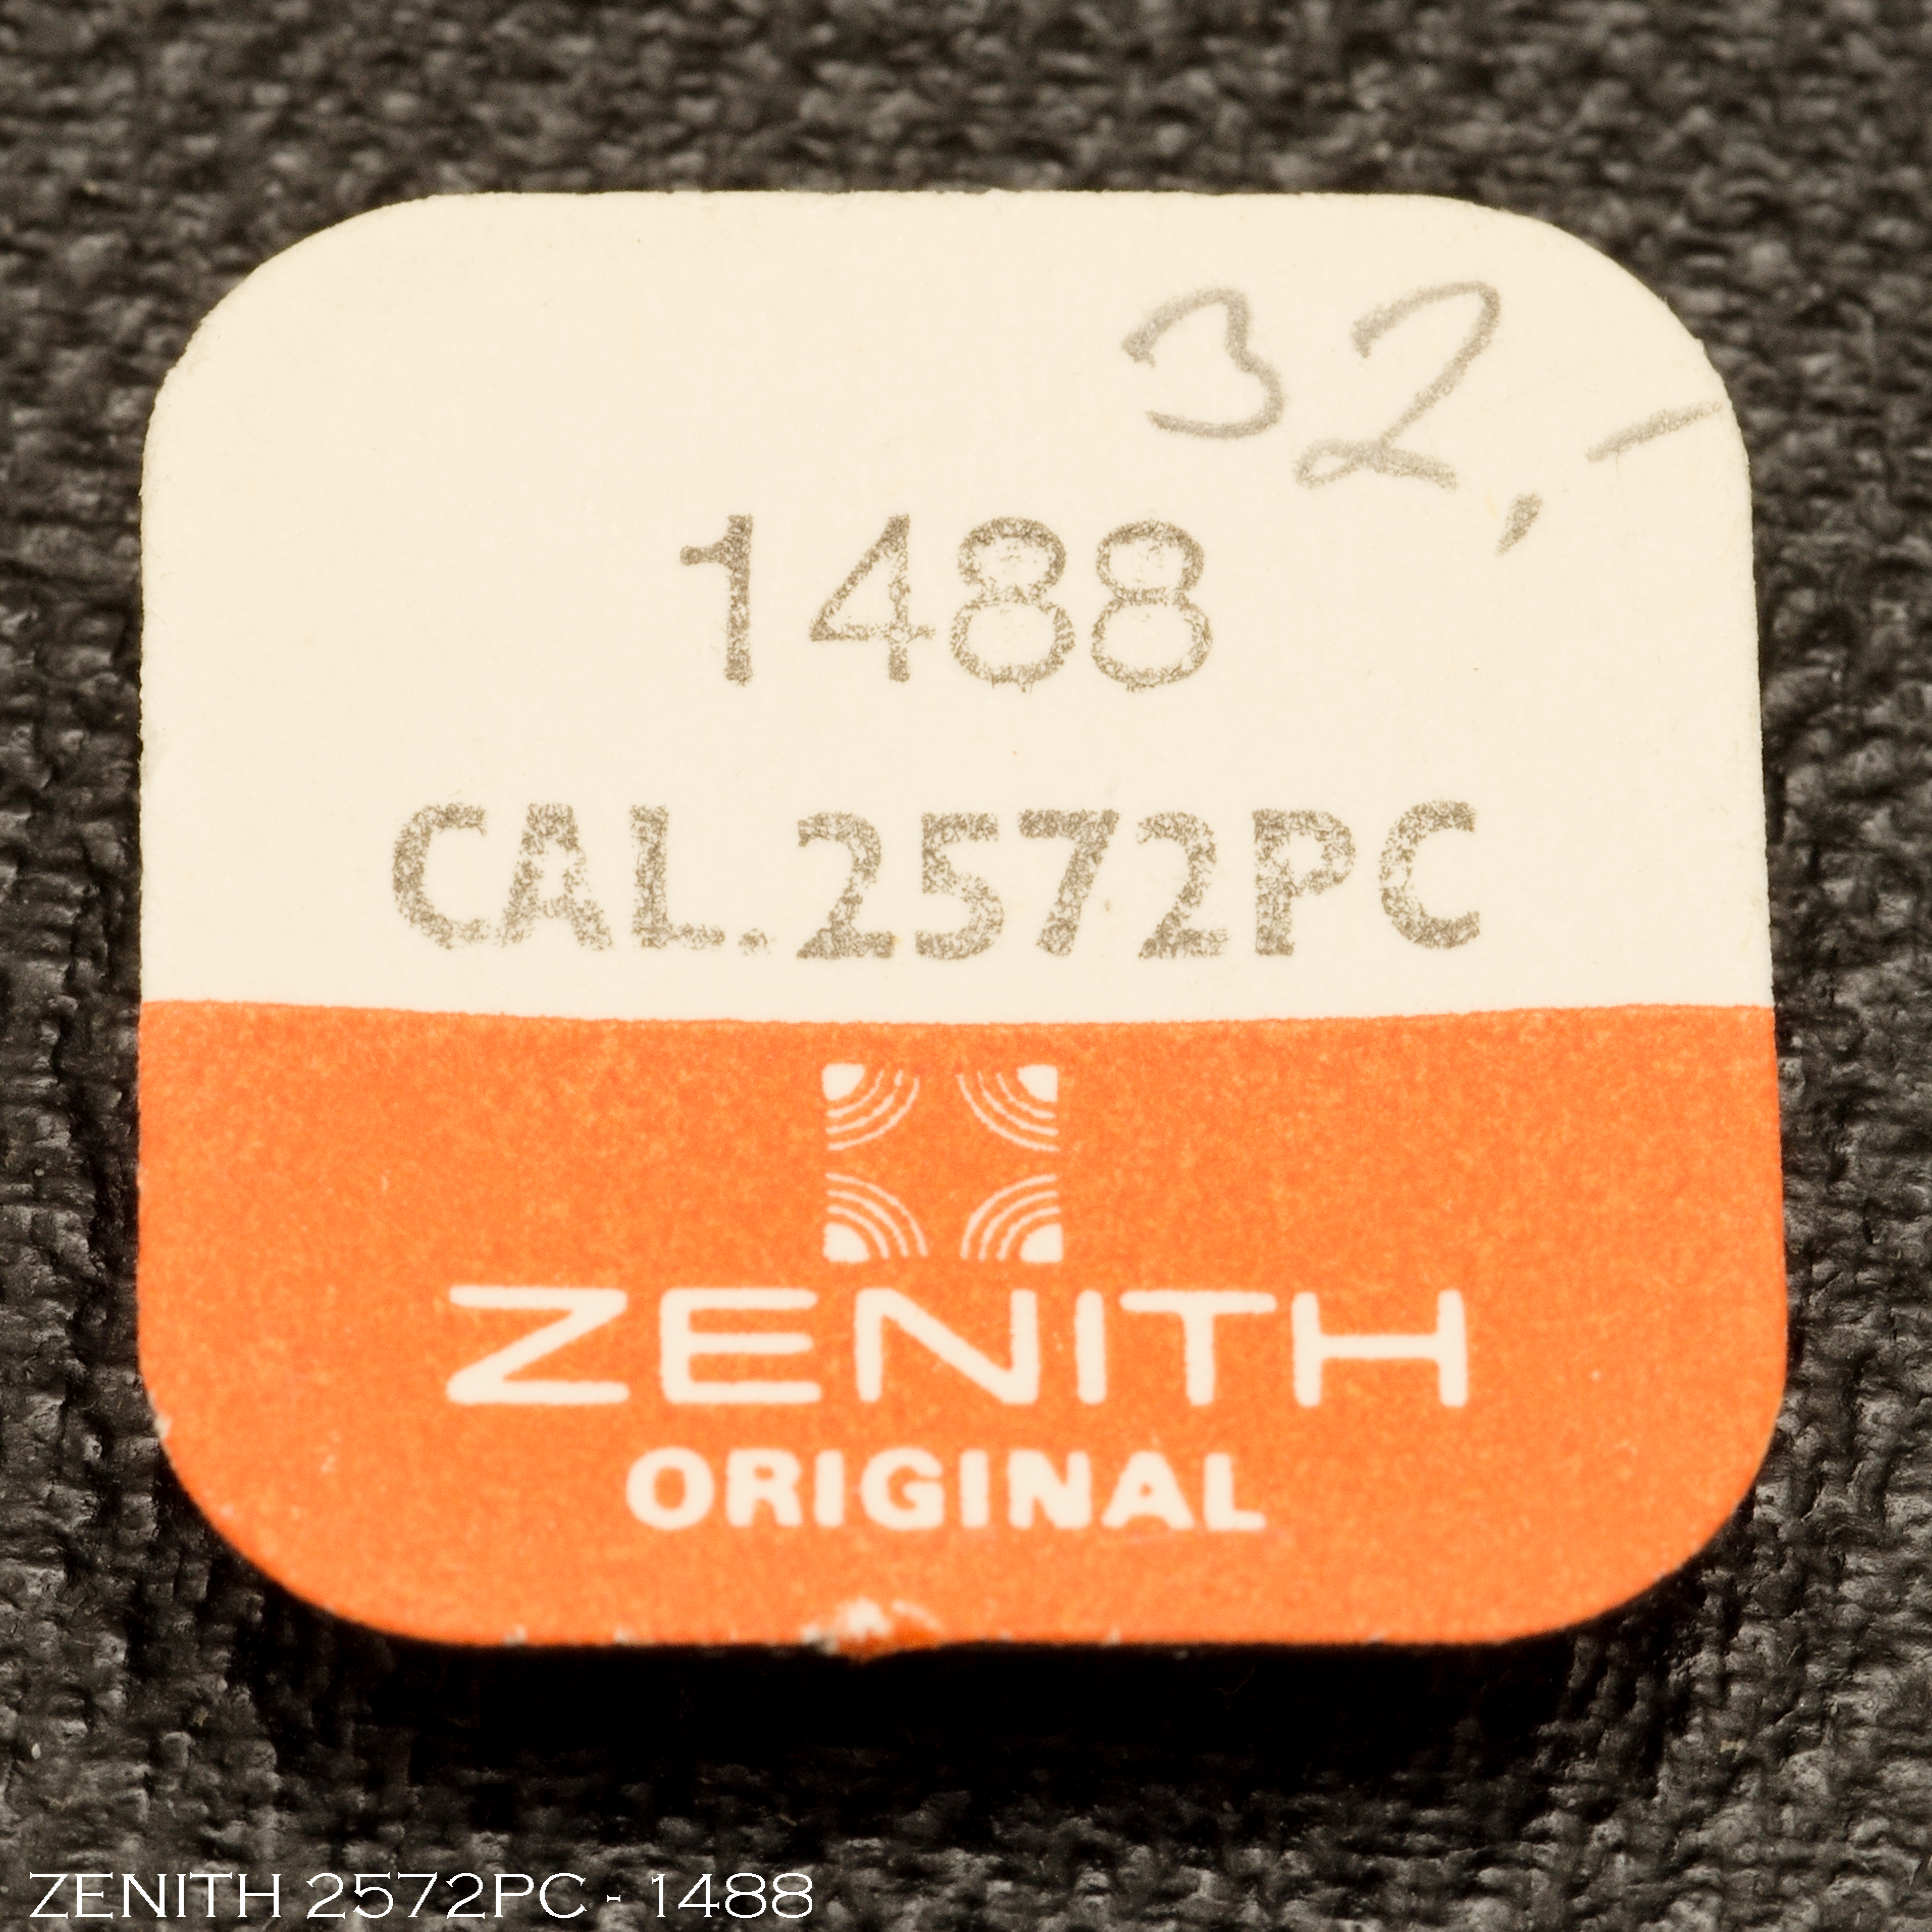 32,-
1488
CAL.2572PC
ZENITH
ORIGINAL
ZENITH 2572PC - 1488